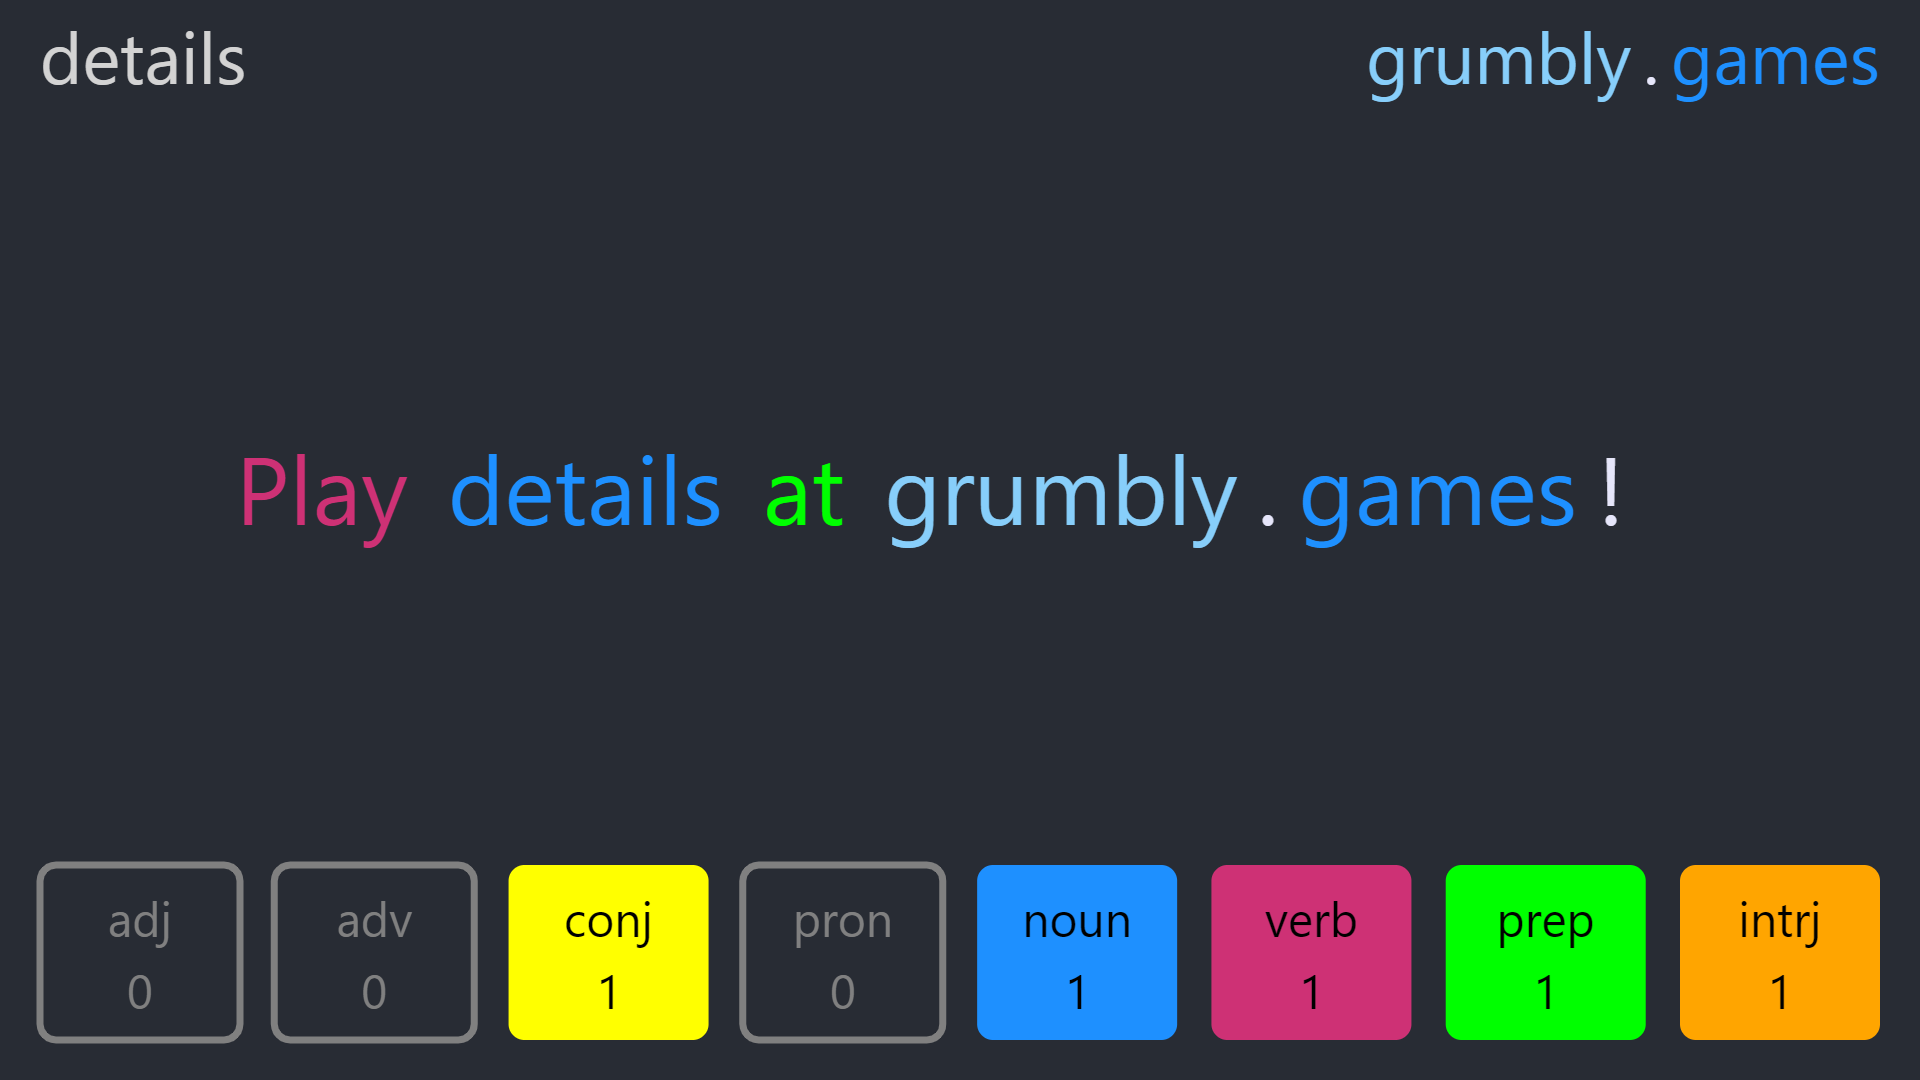 details grumbly.games
Play details at grumbly.games!
adj adv conj pron noun verb prep intrj
0 0 1 0 1 1 1 1